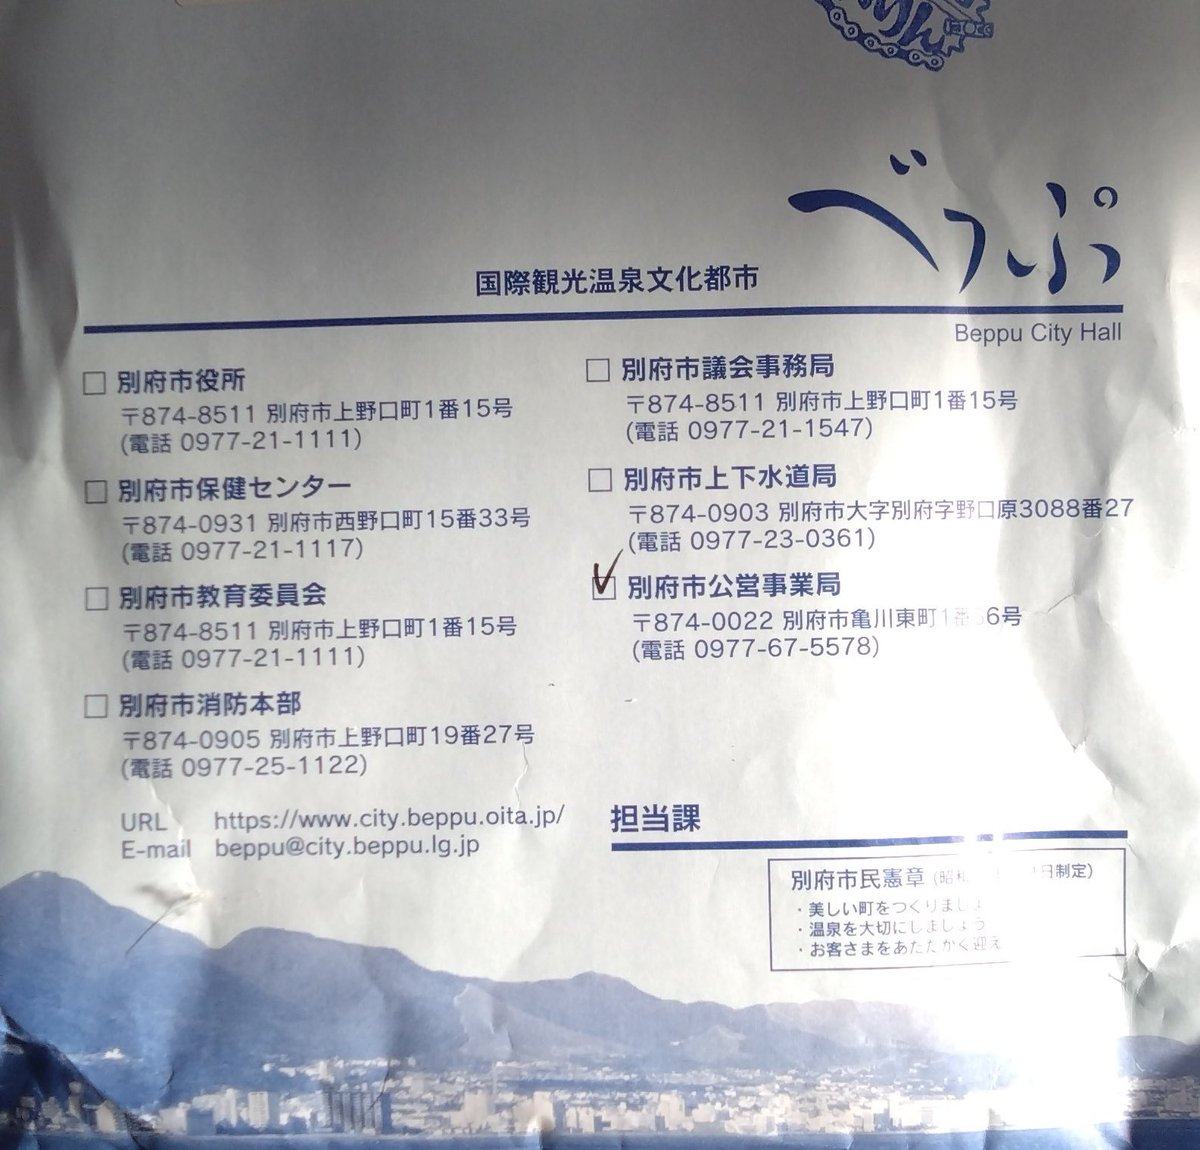 りん
べっぷ
国際観光温泉文化都市
Beppu City Hall
□ 別府市役所
〒874-8511 別府市上野口町1番15号
(電話 0977-21-1111)
□ 別府市保健センター
〒874-0931 別府市西野口町15番33号
(電話 0977-21-1117)
□ 別府市教育委員会
〒874-8511 別府市上野口町1番15号
(電話 0977-21-1111)
□ 別府市消防本部
〒874-0905 別府市上野口町19番27号
(電話 0977-25-1122)
URL https://www.city.beppu.oita.jp/
E-mail beppu@city.beppu.lg.jp
□ 別府市議会事務局
〒874-8511 別府市上野口町1番15号
(電話 0977-21-1547)
□ 別府市上下水道局
〒874-0903 別府市大字別府字野口原3088番27
(電話 0977-23-0361)
☑ 別府市公営事業局
〒874-0022 別府市亀川東町1番 6号
(電話 0977-67-5578)
担当課
別府市民憲章 (昭和 日制定)
・美しい町をつくりましょ
・温泉を大切にしましょう
・お客さまをあたたかく迎え